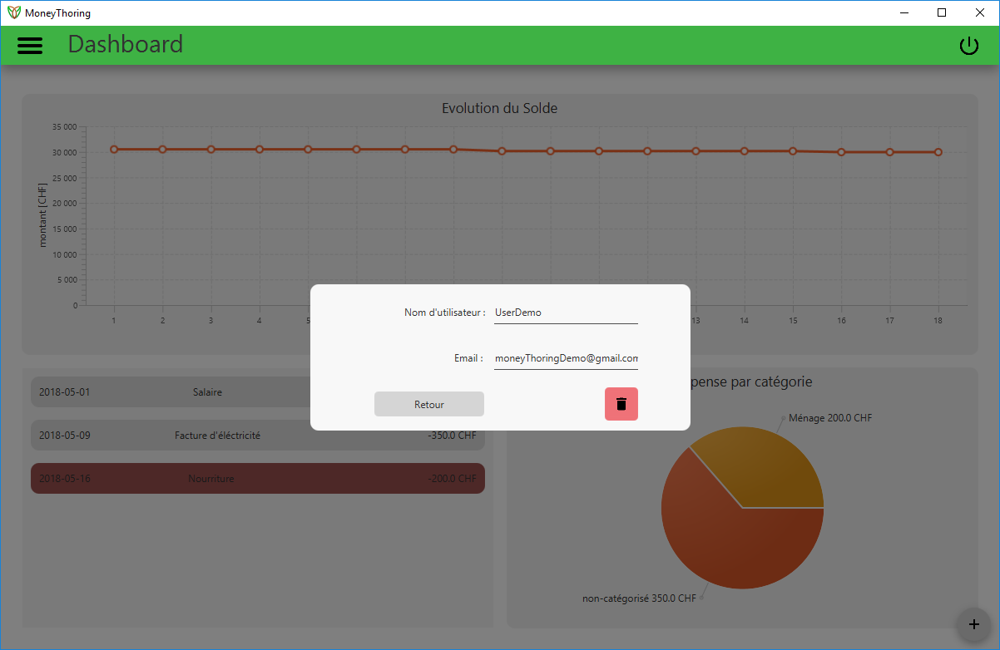 MoneyThoring
Dashboard
Evolution du Solde
montant [CHF]
35 000
30 000
25 000
20 000
15 000
10 000
5 000
0
1 2 3 4 5 13 14 15 16 17 18
Nom d'utilisateur : UserDemo
Email : moneyThoringDemo@gmail.com
Retour
2018-05-01 Salaire
2018-05-09 Facture d'éléctricité -350.0 CHF
2018-05-16 Nourriture -200.0 CHF
pense par catégorie
Ménage 200.0 CHF
non-catégorisé 350.0 CHF
+